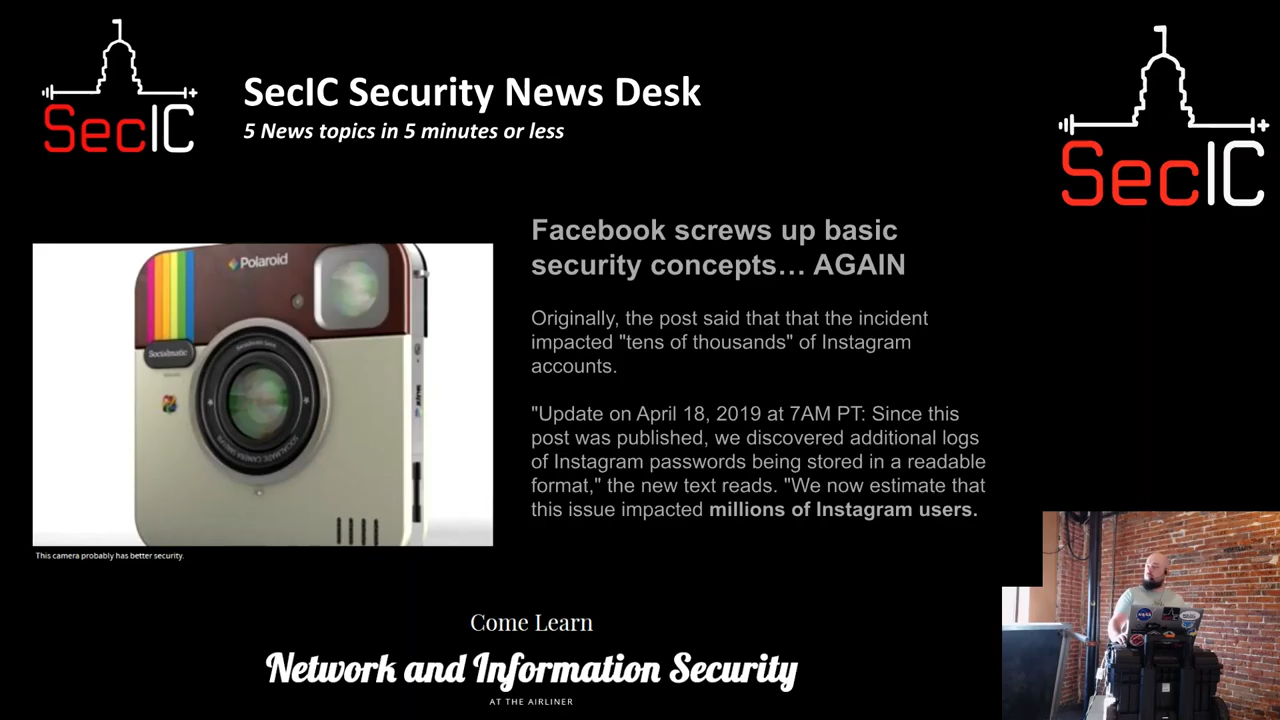 SecIC Security News Desk
5 News topics in 5 minutes or less
SecIC
SecIC
Facebook screws up basic
security concepts... AGAIN
Originally, the post said that that the incident
impacted "tens of thousands" of Instagram
accounts.
"Update on April 18, 2019 at 7AM PT: Since this
post was published, we discovered additional logs
of Instagram passwords being stored in a readable
format," the new text reads. "We now estimate that
this issue impacted millions of Instagram users.
Polaroid
Socialmatic
This camera probably has better security.
Come Learn
Network and Information Security
AT THE AIRLINER
NASA